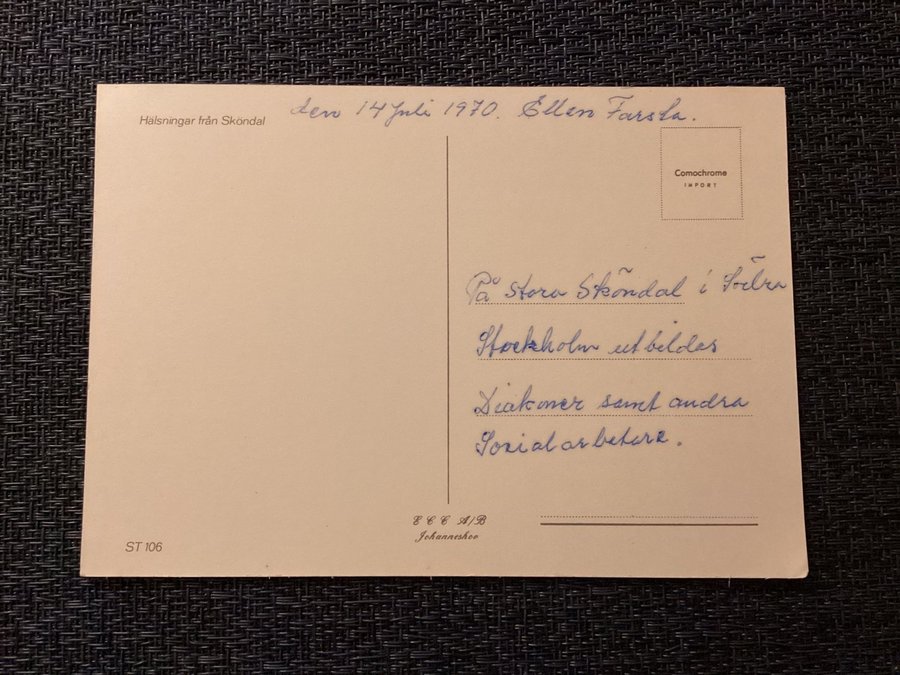 Hälsningar från Sköndal
den 14 Juli 1970. Ellen Farsta.
Comochrome
IMPORT
På stora Sköndal i Södra
Stockholm utbildas
Diakoner samt andra
Sosialarbetare.
E C C A/B
Johanneshov
ST 106